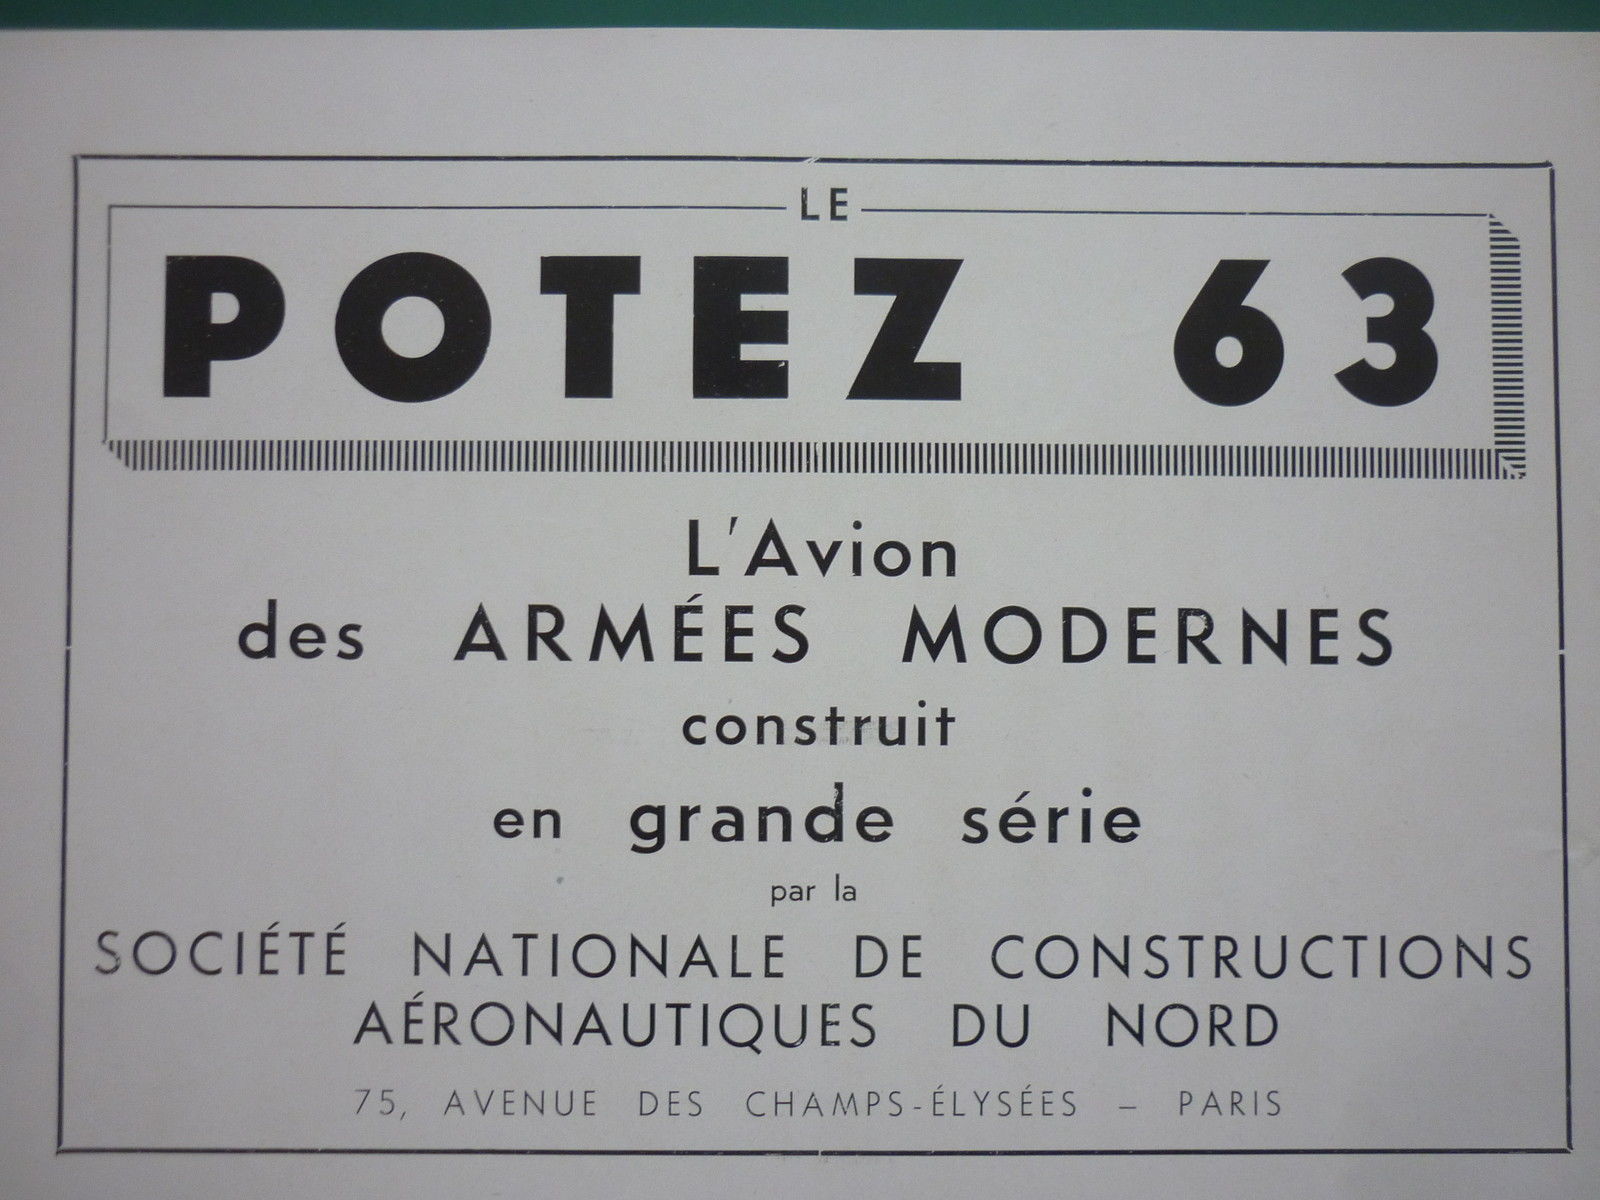 LE
POTEZ 63
L'Avion
des ARMÉES MODERNES
construit
en grande série
par la
SOCIÉTÉ NATIONALE DE CONSTRUCTIONS
AÉRONAUTIQUES DU NORD
75, AVENUE DES CHAMPS-ÉLYSÉES – PARIS